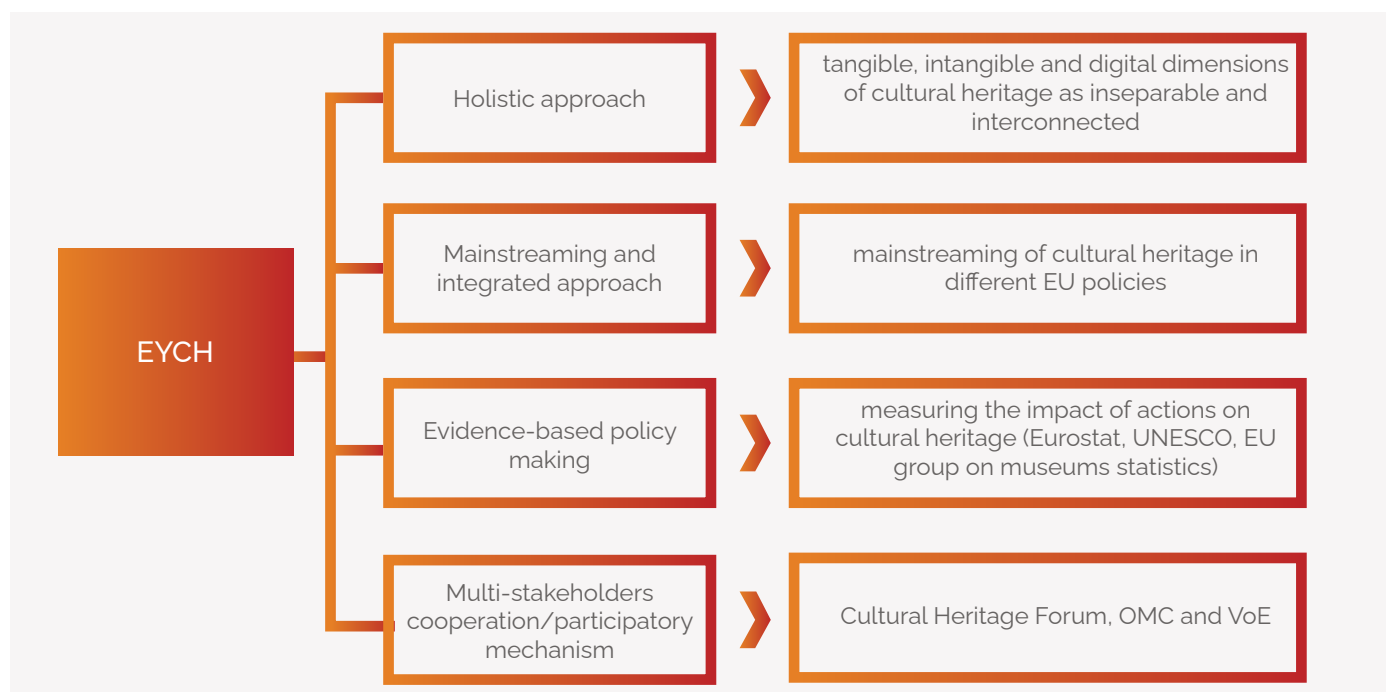 EYCH
Holistic approach
tangible, intangible and digital dimensions
of cultural heritage as inseparable and
interconnected
Mainstreaming and
integrated approach
mainstreaming of cultural heritage in
different EU policies
Evidence-based policy
making
measuring the impact of actions on
cultural heritage (Eurostat, UNESCO, EU
group on museums statistics)
Multi-stakeholders
cooperation/participatory
mechanism
Cultural Heritage Forum, OMC and VoE